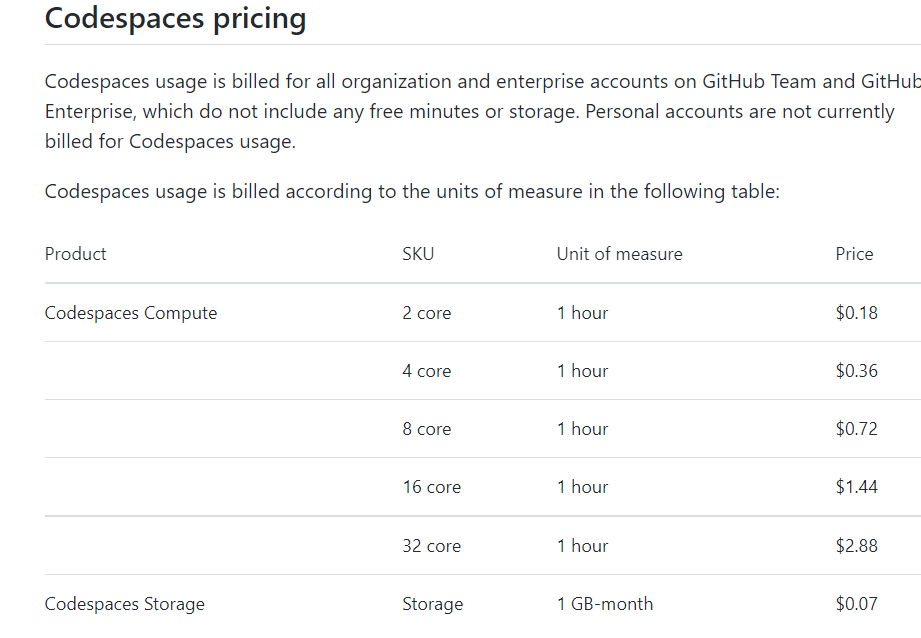 Codespaces pricing
Codespaces usage is billed for all organization and enterprise accounts on GitHub Team and GitHub
Enterprise, which do not include any free minutes or storage. Personal accounts are not currently
billed for Codespaces usage.
Codespaces usage is billed according to the units of measure in the following table:
Product SKU Unit of measure Price
Codespaces Compute 2 core 1 hour $0.18
4 core 1 hour $0.36
8 core 1 hour $0.72
16 core 1 hour $1.44
32 core 1 hour $2.88
Codespaces Storage Storage 1 GB-month $0.07